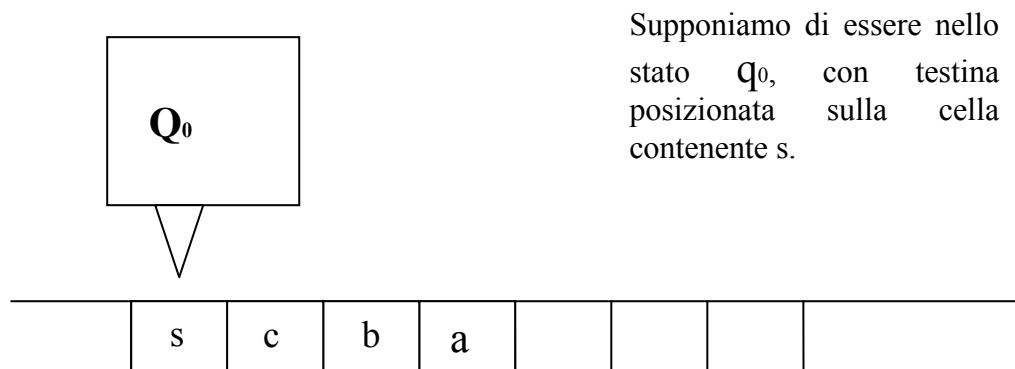 Supponiamo di essere nello
stato q₀, con testina
posizionata sulla cella
contenente s.
Q₀
s c b a